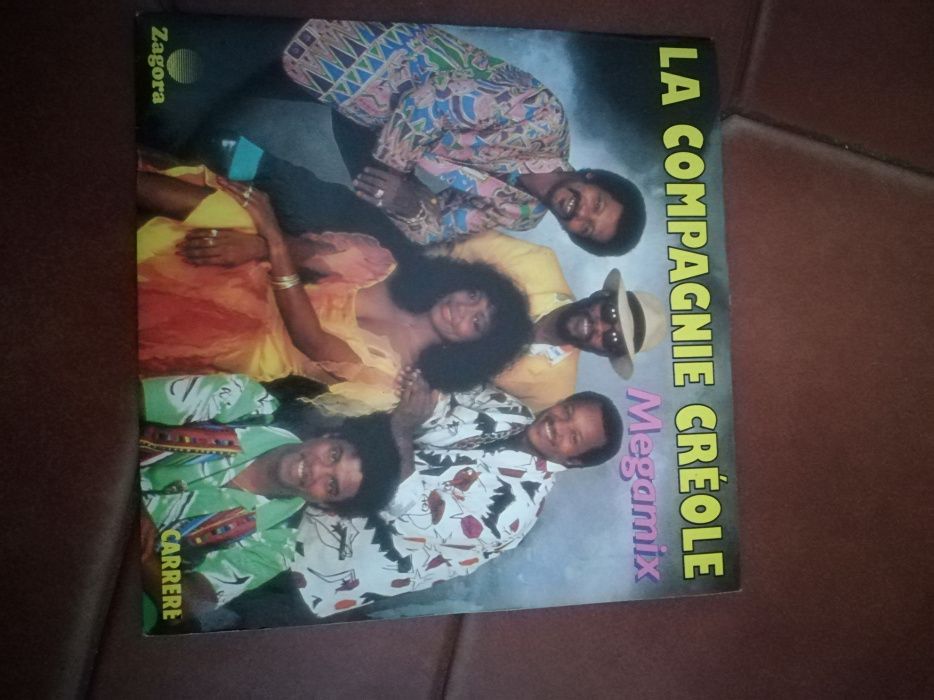 LA COMPAGNIE CRÉOLE
Megamix
Zagora
CARRERE